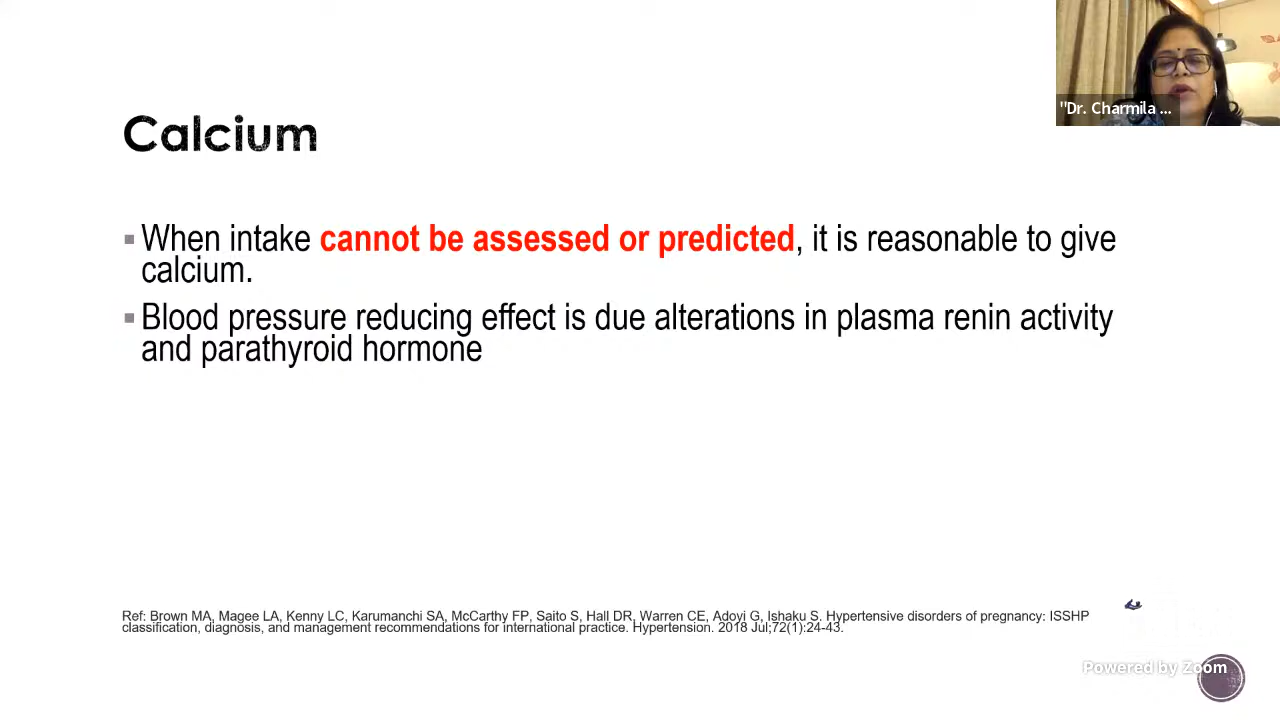 "Dr. Charmila ...
Calcium
When intake cannot be assessed or predicted, it is reasonable to give
calcium.
Blood pressure reducing effect is due alterations in plasma renin activity
and parathyroid hormone
Ref: Brown MA, Magee LA, Kenny LC, Karumanchi SA, McCarthy FP, Saito S, Hall DR, Warren CE, Adoyi G, Ishaku S. Hypertensive disorders of pregnancy: ISSHP
classification, diagnosis, and management recommendations for international practice. Hypertension. 2018 Jul;72(1):24-43.
Powered by Zoom